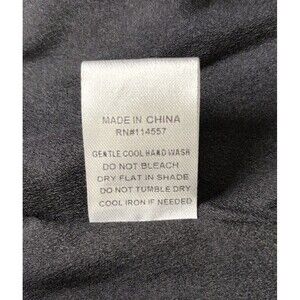 MADE IN CHINA
RN#114557
GENTLE COOL HAND WASH
DO NOT BLEACH
DRY FLAT IN SHADE
DO NOT TUMBLE DRY
COOL IRON IF NEEDED